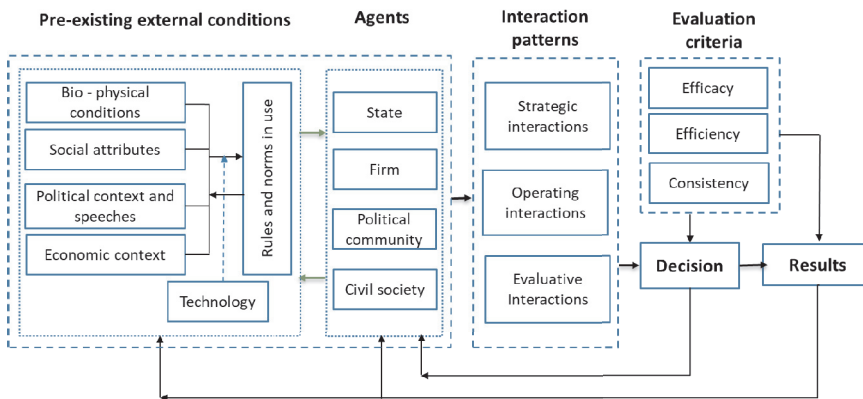 Pre-existing external conditions
Agents
Interaction
patterns
Evaluation
criteria
Bio - physical
conditions
Social attributes
Political context and
speeches
Economic context
Technology
Rules and norms in use
State
Firm
Political
community
Civil society
Strategic
interactions
Operating
interactions
Evaluative
Interactions
Efficacy
Efficiency
Consistency
Decision
Results